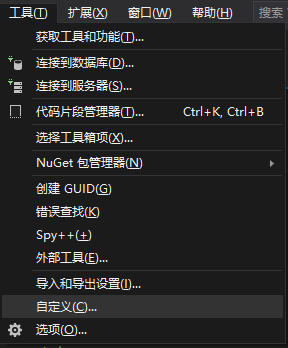 工具(T) 扩展(X) 窗口(W) 帮助(H) 搜索
获取工具和功能(T)...
连接到数据库(D)...
连接到服务器(S)...
代码片段管理器(T)... Ctrl+K, Ctrl+B
选择工具箱项(X)...
NuGet 包管理器(N)
创建 GUID(G)
错误查找(K)
Spy++(+)
外部工具(E)...
导入和导出设置(I)...
自定义(C)...
选项(O)...